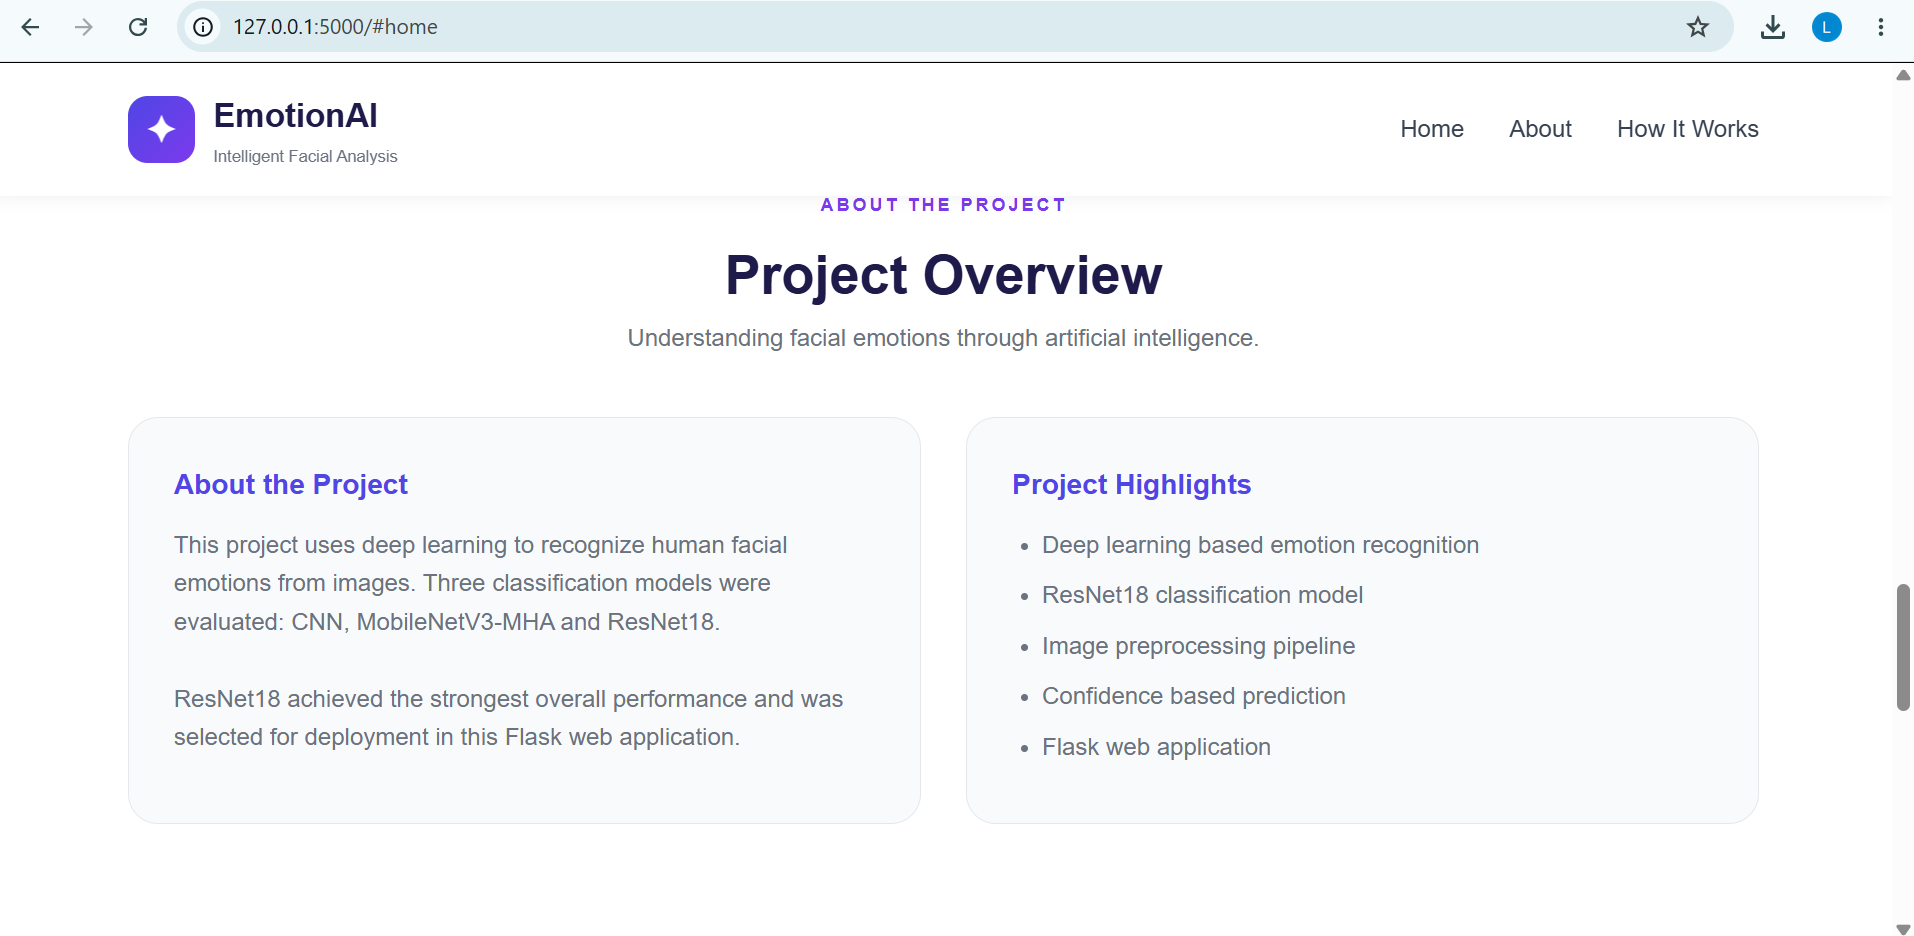 127.0.0.1:5000/#home
L
EmotionAI
Intelligent Facial Analysis
Home
About
How It Works
ABOUT THE PROJECT
Project Overview
Understanding facial emotions through artificial intelligence.
About the Project
This project uses deep learning to recognize human facial
emotions from images. Three classification models were
evaluated: CNN, MobileNetV3-MHA and ResNet18.
ResNet18 achieved the strongest overall performance and was
selected for deployment in this Flask web application.
Project Highlights
• Deep learning based emotion recognition
• ResNet18 classification model
• Image preprocessing pipeline
• Confidence based prediction
• Flask web application